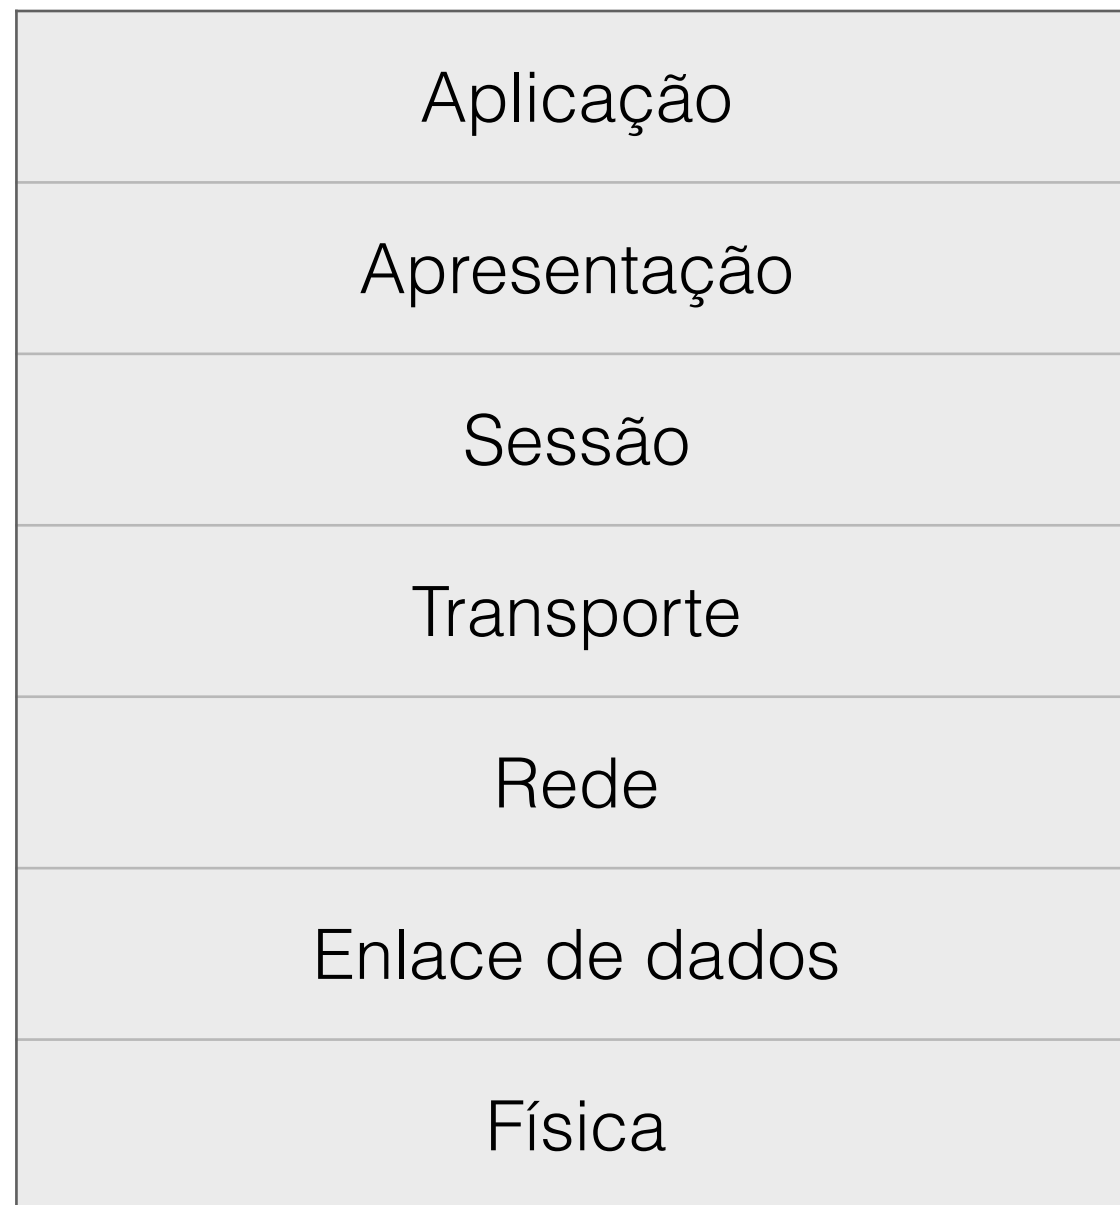 Aplicação
Apresentação
Sessão
Transporte
Rede
Enlace de dados
Física